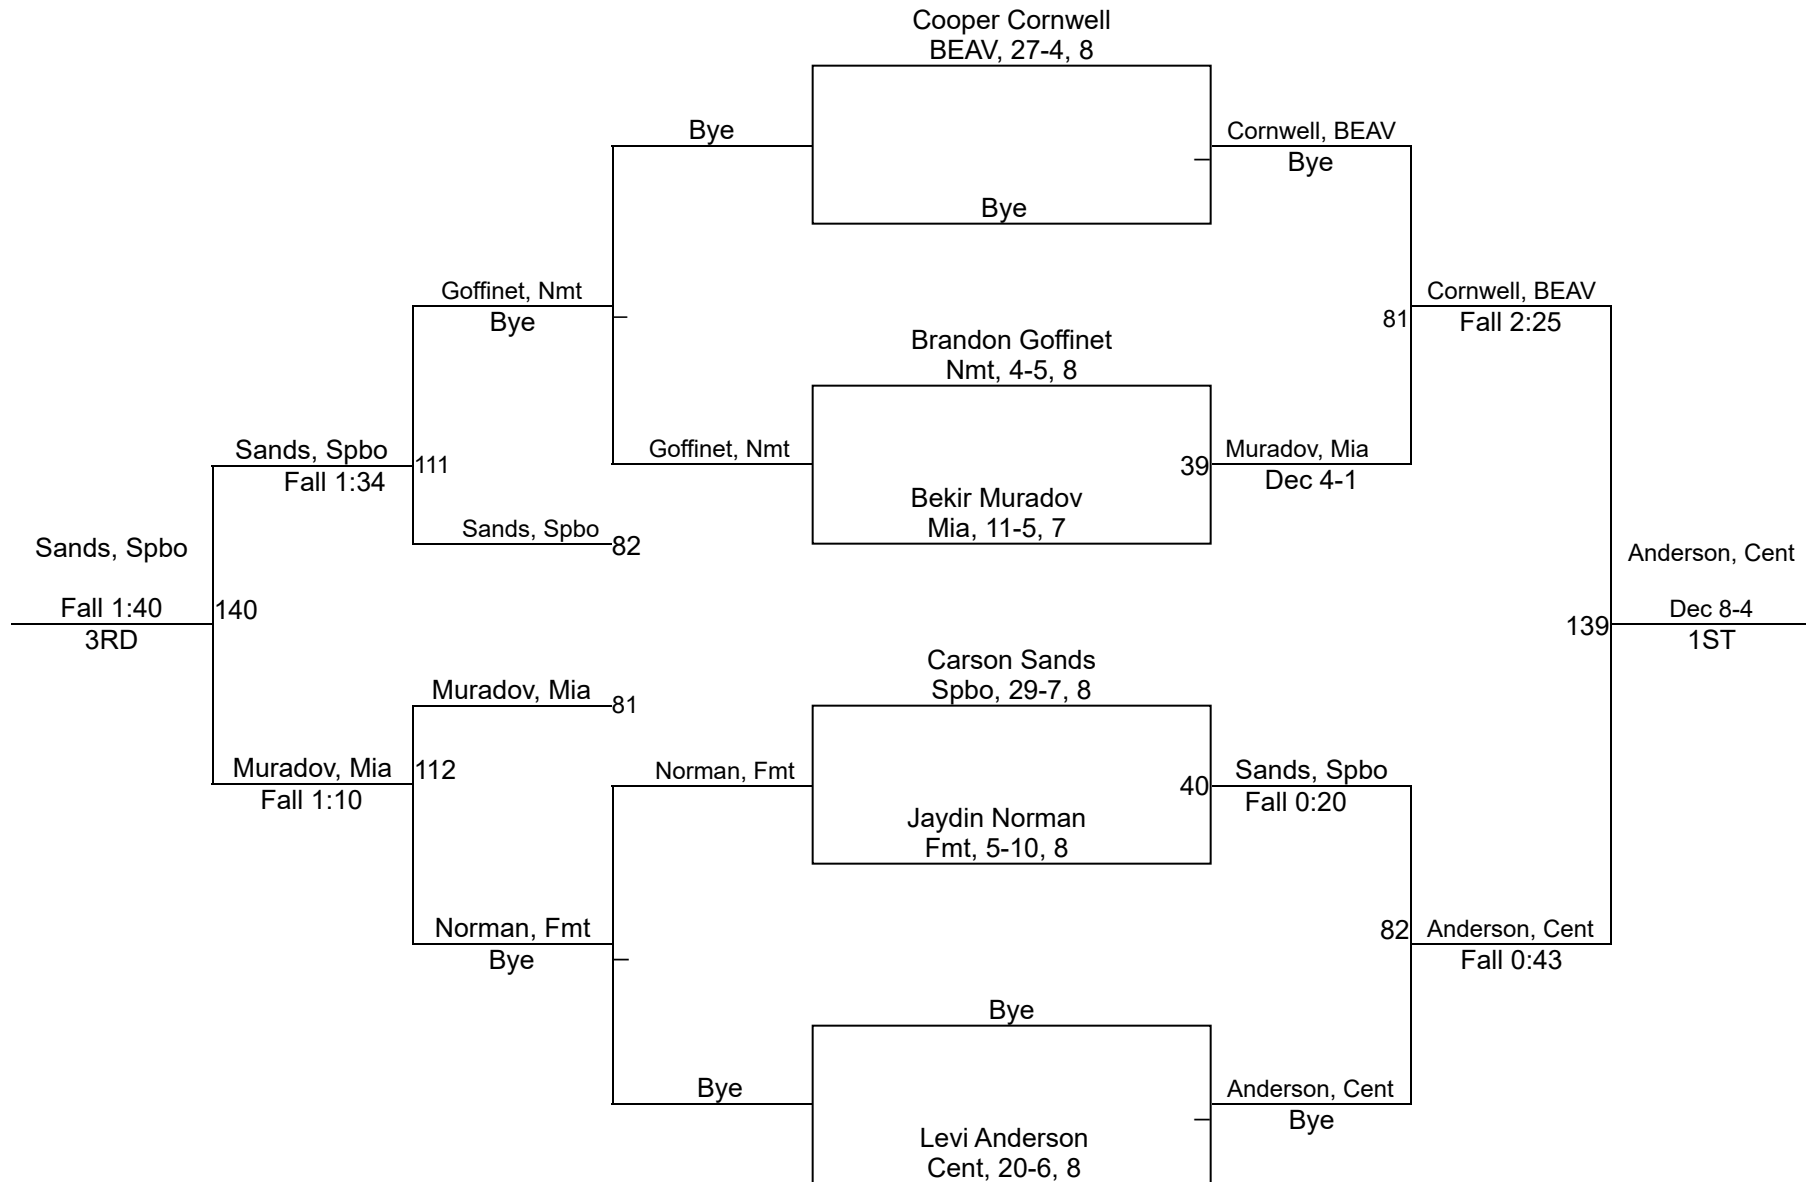 Cooper Cornwell
BEAV, 27-4, 8
Bye
Cornwell, BEAV
Bye
Bye
Goffinet, Nmt
Bye
Cornwell, BEAV
Fall 2:25
81
Brandon Goffinet
Nmt, 4-5, 8
Goffinet, Nmt
39
Muradov, Mia
Dec 4-1
Sands, Spbo
Fall 1:34
111
Bekir Muradov
Mia, 11-5, 7
Sands, Spbo
82
Sands, Spbo
Fall 1:40
3RD
140
Anderson, Cent
Dec 8-4
1ST
139
Carson Sands
Spbo, 29-7, 8
Muradov, Mia
81
Muradov, Mia
Fall 1:10
112
Norman, Fmt
40
Sands, Spbo
Fall 0:20
Jaydin Norman
Fmt, 5-10, 8
Norman, Fmt
Bye
82
Anderson, Cent
Fall 0:43
Bye
Bye
Anderson, Cent
Bye
Levi Anderson
Cent, 20-6, 8